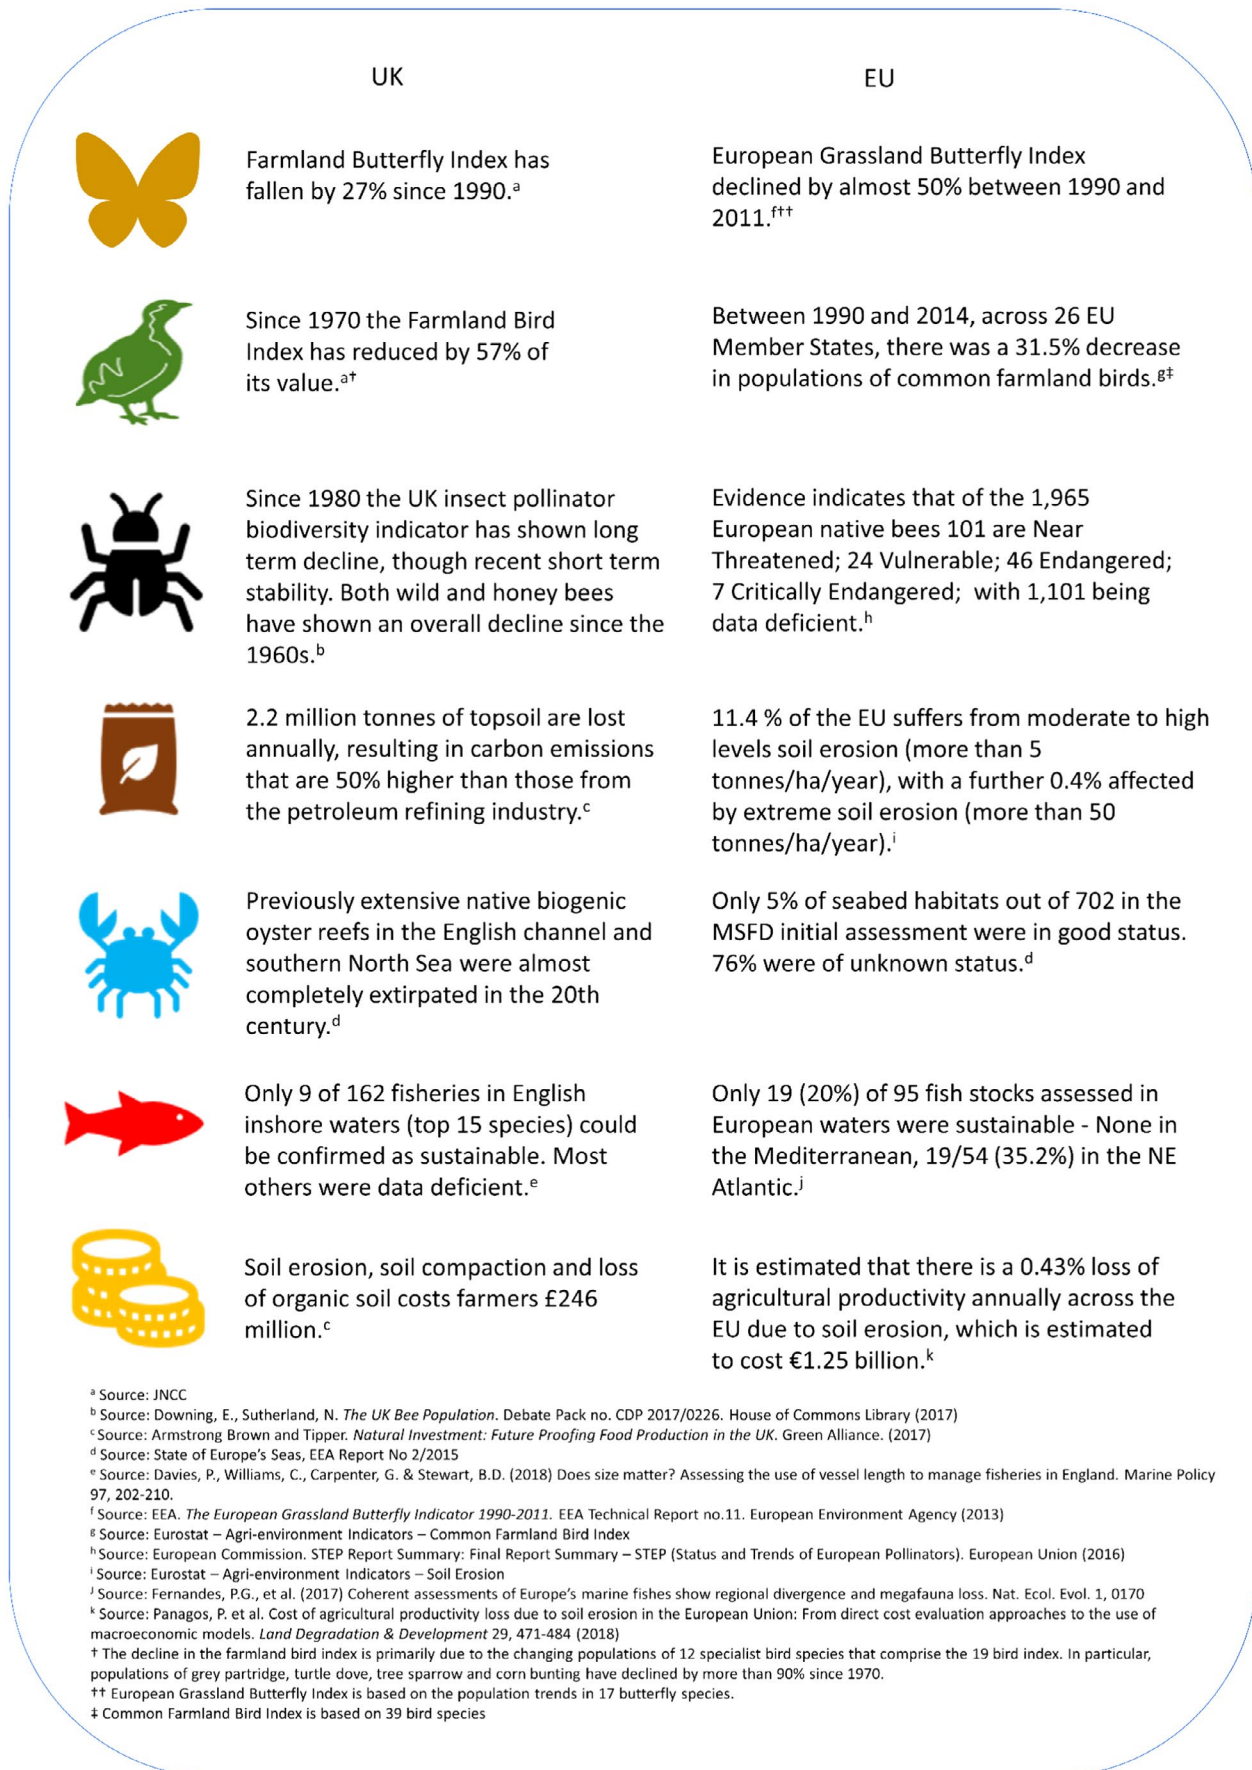 UK
EU
Farmland Butterfly Index has
fallen by 27% since 1990.ᵃ
European Grassland Butterfly Index
declined by almost 50% between 1990 and
2011.ᶠ††
Since 1970 the Farmland Bird
Index has reduced by 57% of
its value.ᵃ†
Between 1990 and 2014, across 26 EU
Member States, there was a 31.5% decrease
in populations of common farmland birds.ᵍ‡
Since 1980 the UK insect pollinator
biodiversity indicator has shown long
term decline, though recent short term
stability. Both wild and honey bees
have shown an overall decline since the
1960s.ᵇ
Evidence indicates that of the 1,965
European native bees 101 are Near
Threatened; 24 Vulnerable; 46 Endangered;
7 Critically Endangered;  with 1,101 being
data deficient.ʰ
2.2 million tonnes of topsoil are lost
annually, resulting in carbon emissions
that are 50% higher than those from
the petroleum refining industry.ᶜ
11.4 % of the EU suffers from moderate to high
levels soil erosion (more than 5
tonnes/ha/year), with a further 0.4% affected
by extreme soil erosion (more than 50
tonnes/ha/year).ⁱ
Previously extensive native biogenic
oyster reefs in the English channel and
southern North Sea were almost
completely extirpated in the 20th
century.ᵈ
Only 5% of seabed habitats out of 702 in the
MSFD initial assessment were in good status.
76% were of unknown status.ᵈ
Only 9 of 162 fisheries in English
inshore waters (top 15 species) could
be confirmed as sustainable. Most
others were data deficient.ᵉ
Only 19 (20%) of 95 fish stocks assessed in
European waters were sustainable - None in
the Mediterranean, 19/54 (35.2%) in the NE
Atlantic.ʲ
Soil erosion, soil compaction and loss
of organic soil costs farmers £246
million.ᶜ
It is estimated that there is a 0.43% loss of
agricultural productivity annually across the
EU due to soil erosion, which is estimated
to cost €1.25 billion.ᵏ
ᵃ Source: JNCC
ᵇ Source: Downing, E., Sutherland, N. The UK Bee Population. Debate Pack no. CDP 2017/0226. House of Commons Library (2017)
ᶜ Source: Armstrong Brown and Tipper. Natural Investment: Future Proofing Food Production in the UK. Green Alliance. (2017)
ᵈ Source: State of Europe's Seas, EEA Report No 2/2015
ᵉ Source: Davies, P., Williams, C., Carpenter, G. & Stewart, B.D. (2018) Does size matter? Assessing the use of vessel length to manage fisheries in England. Marine Policy
97, 202-210.
ᶠ Source: EEA. The European Grassland Butterfly Indicator 1990-2011. EEA Technical Report no.11. European Environment Agency (2013)
ᵍ Source: Eurostat – Agri-environment Indicators – Common Farmland Bird Index
ʰ Source: European Commission. STEP Report Summary: Final Report Summary – STEP (Status and Trends of European Pollinators). European Union (2016)
ⁱ Source: Eurostat – Agri-environment Indicators – Soil Erosion
ʲ Source: Fernandes, P.G., et al. (2017) Coherent assessments of Europe's marine fishes show regional divergence and megafauna loss. Nat. Ecol. Evol. 1, 0170
ᵏ Source: Panagos, P. et al. Cost of agricultural productivity loss due to soil erosion in the European Union: From direct cost evaluation approaches to the use of
macroeconomic models. Land Degradation & Development 29, 471-484 (2018)
† The decline in the farmland bird index is primarily due to the changing populations of 12 specialist bird species that comprise the 19 bird index. In particular,
populations of grey partridge, turtle dove, tree sparrow and corn bunting have declined by more than 90% since 1970.
†† European Grassland Butterfly Index is based on the population trends in 17 butterfly species.
‡ Common Farmland Bird Index is based on 39 bird species